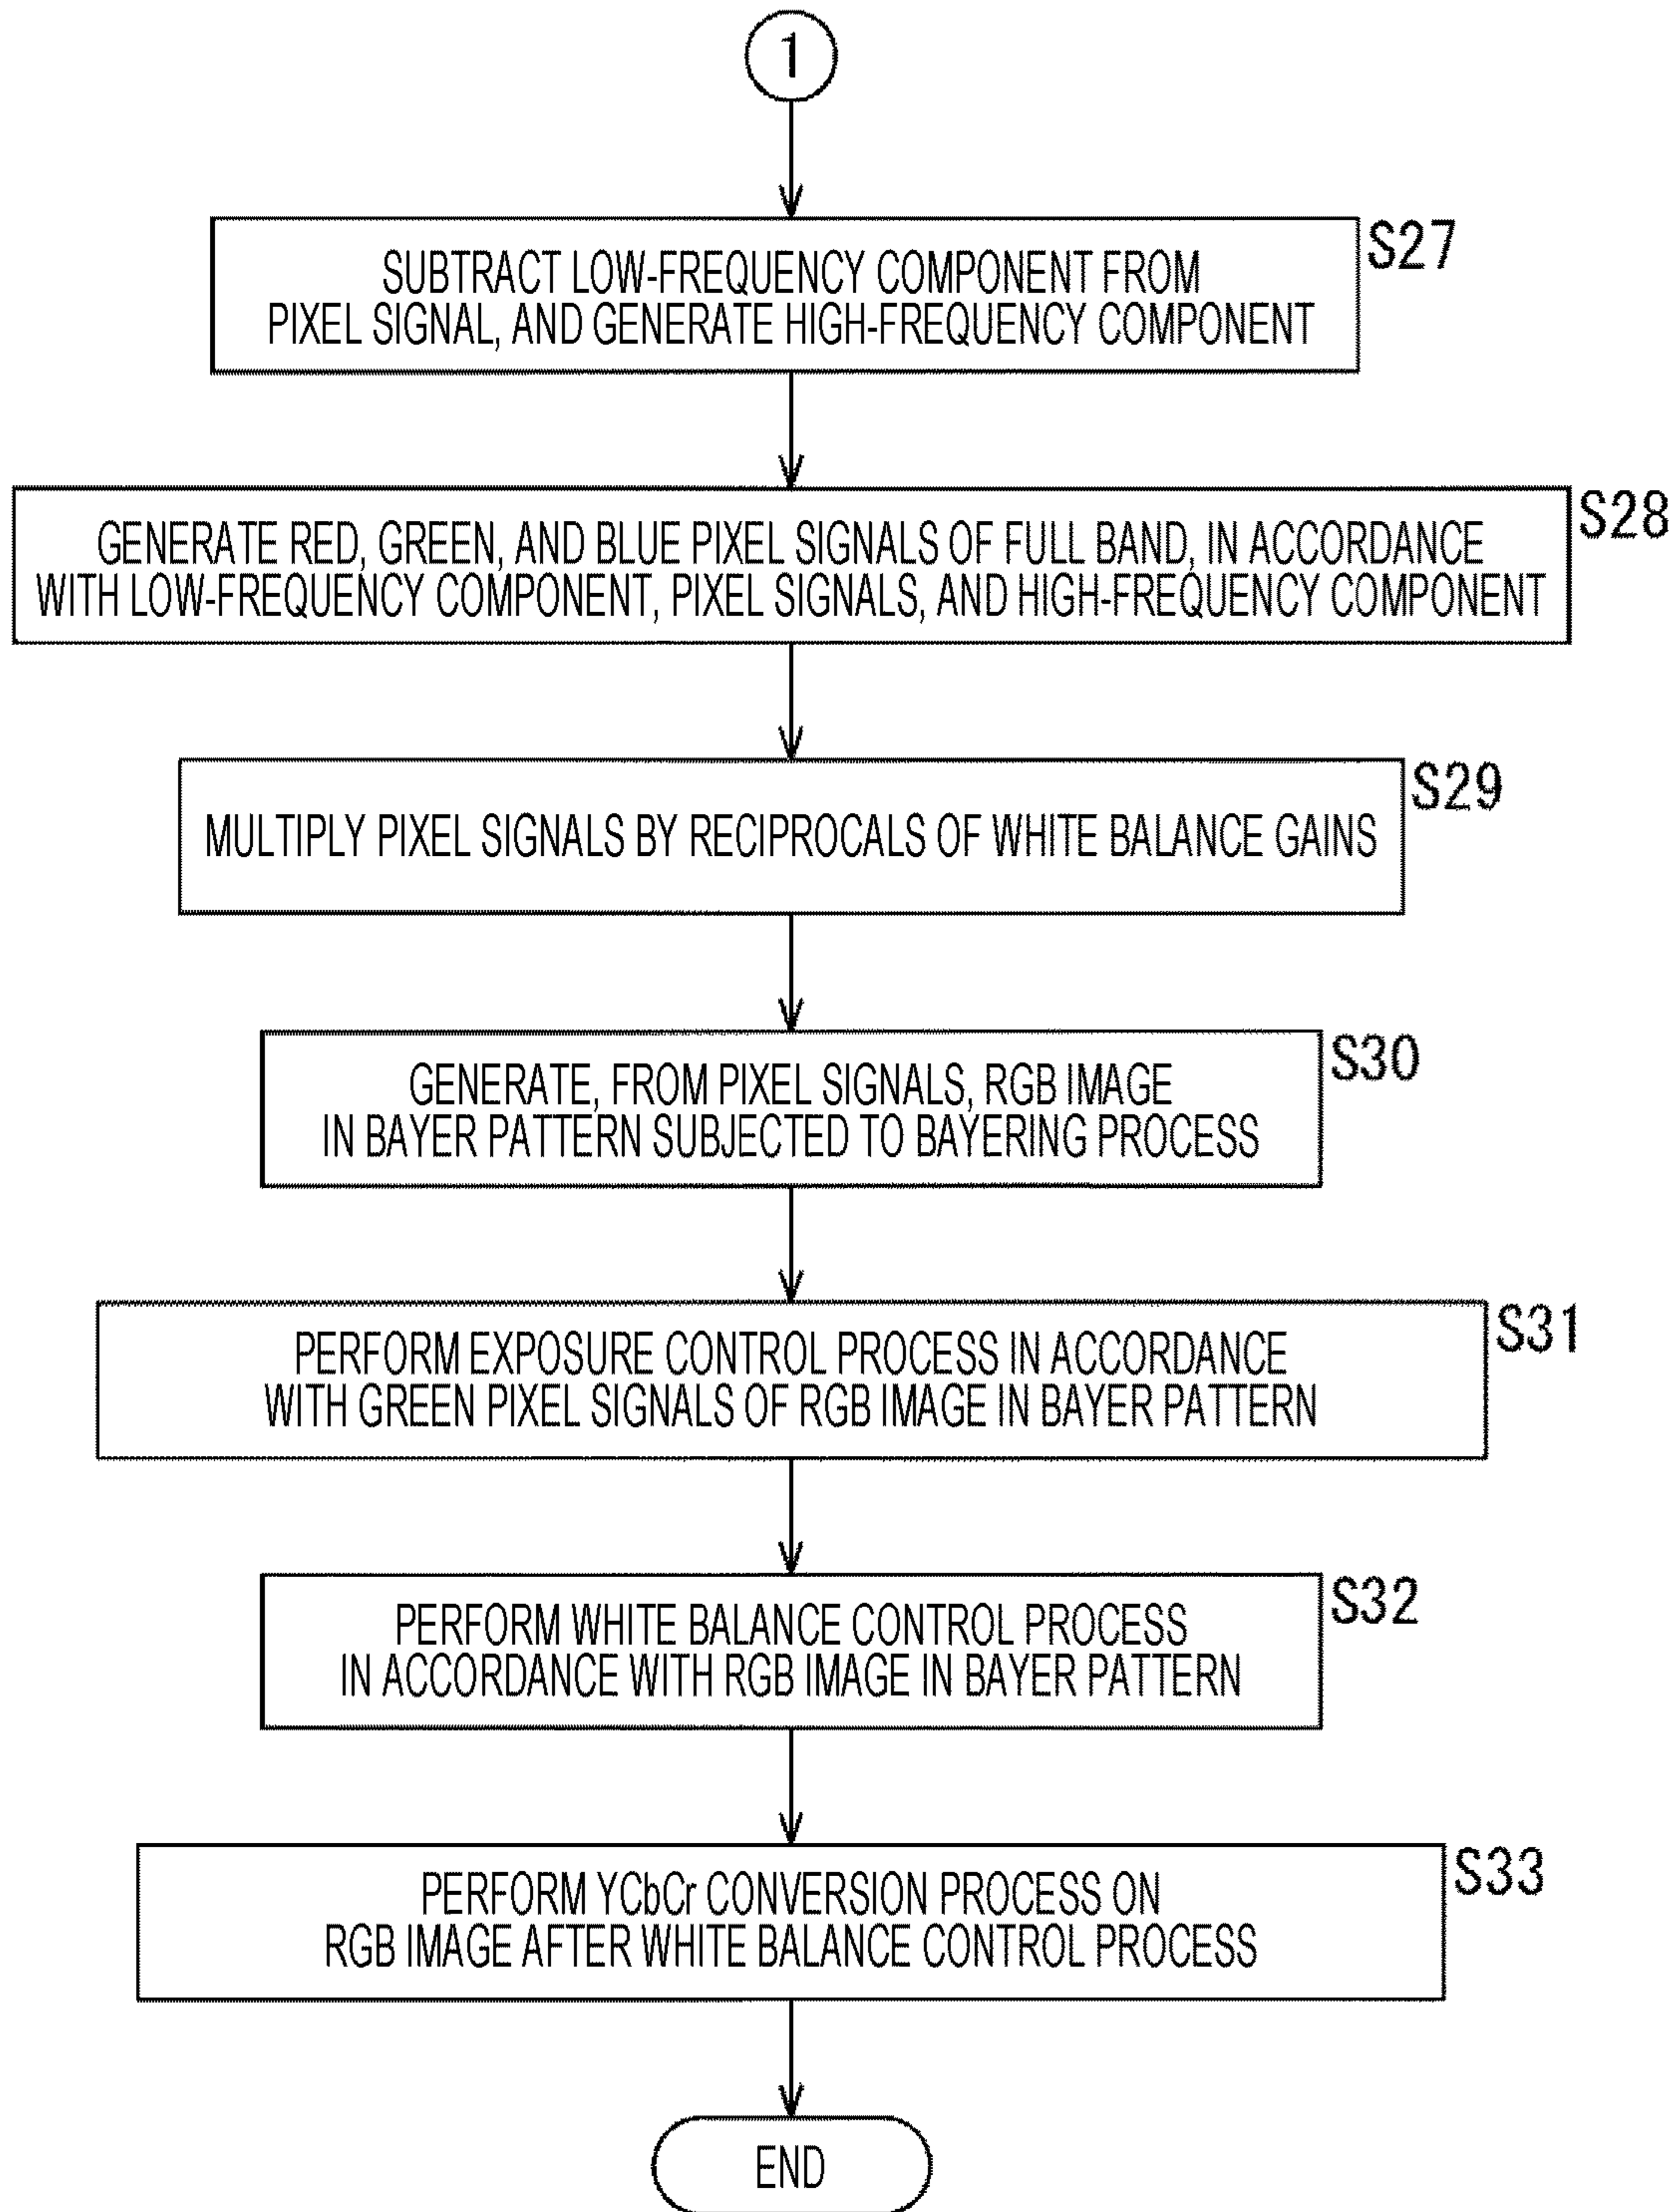 1
S27
SUBTRACT LOW-FREQUENCY COMPONENT FROM
PIXEL SIGNAL, AND GENERATE HIGH-FREQUENCY COMPONENT
S28
GENERATE RED, GREEN, AND BLUE PIXEL SIGNALS OF FULL BAND, IN ACCORDANCE
WITH LOW-FREQUENCY COMPONENT, PIXEL SIGNALS, AND HIGH-FREQUENCY COMPONENT
S29
MULTIPLY PIXEL SIGNALS BY RECIPROCALS OF WHITE BALANCE GAINS
S30
GENERATE, FROM PIXEL SIGNALS, RGB IMAGE
IN BAYER PATTERN SUBJECTED TO BAYERING PROCESS
S31
PERFORM EXPOSURE CONTROL PROCESS IN ACCORDANCE
WITH GREEN PIXEL SIGNALS OF RGB IMAGE IN BAYER PATTERN
S32
PERFORM WHITE BALANCE CONTROL PROCESS
IN ACCORDANCE WITH RGB IMAGE IN BAYER PATTERN
S33
PERFORM YCbCr CONVERSION PROCESS ON
RGB IMAGE AFTER WHITE BALANCE CONTROL PROCESS
END